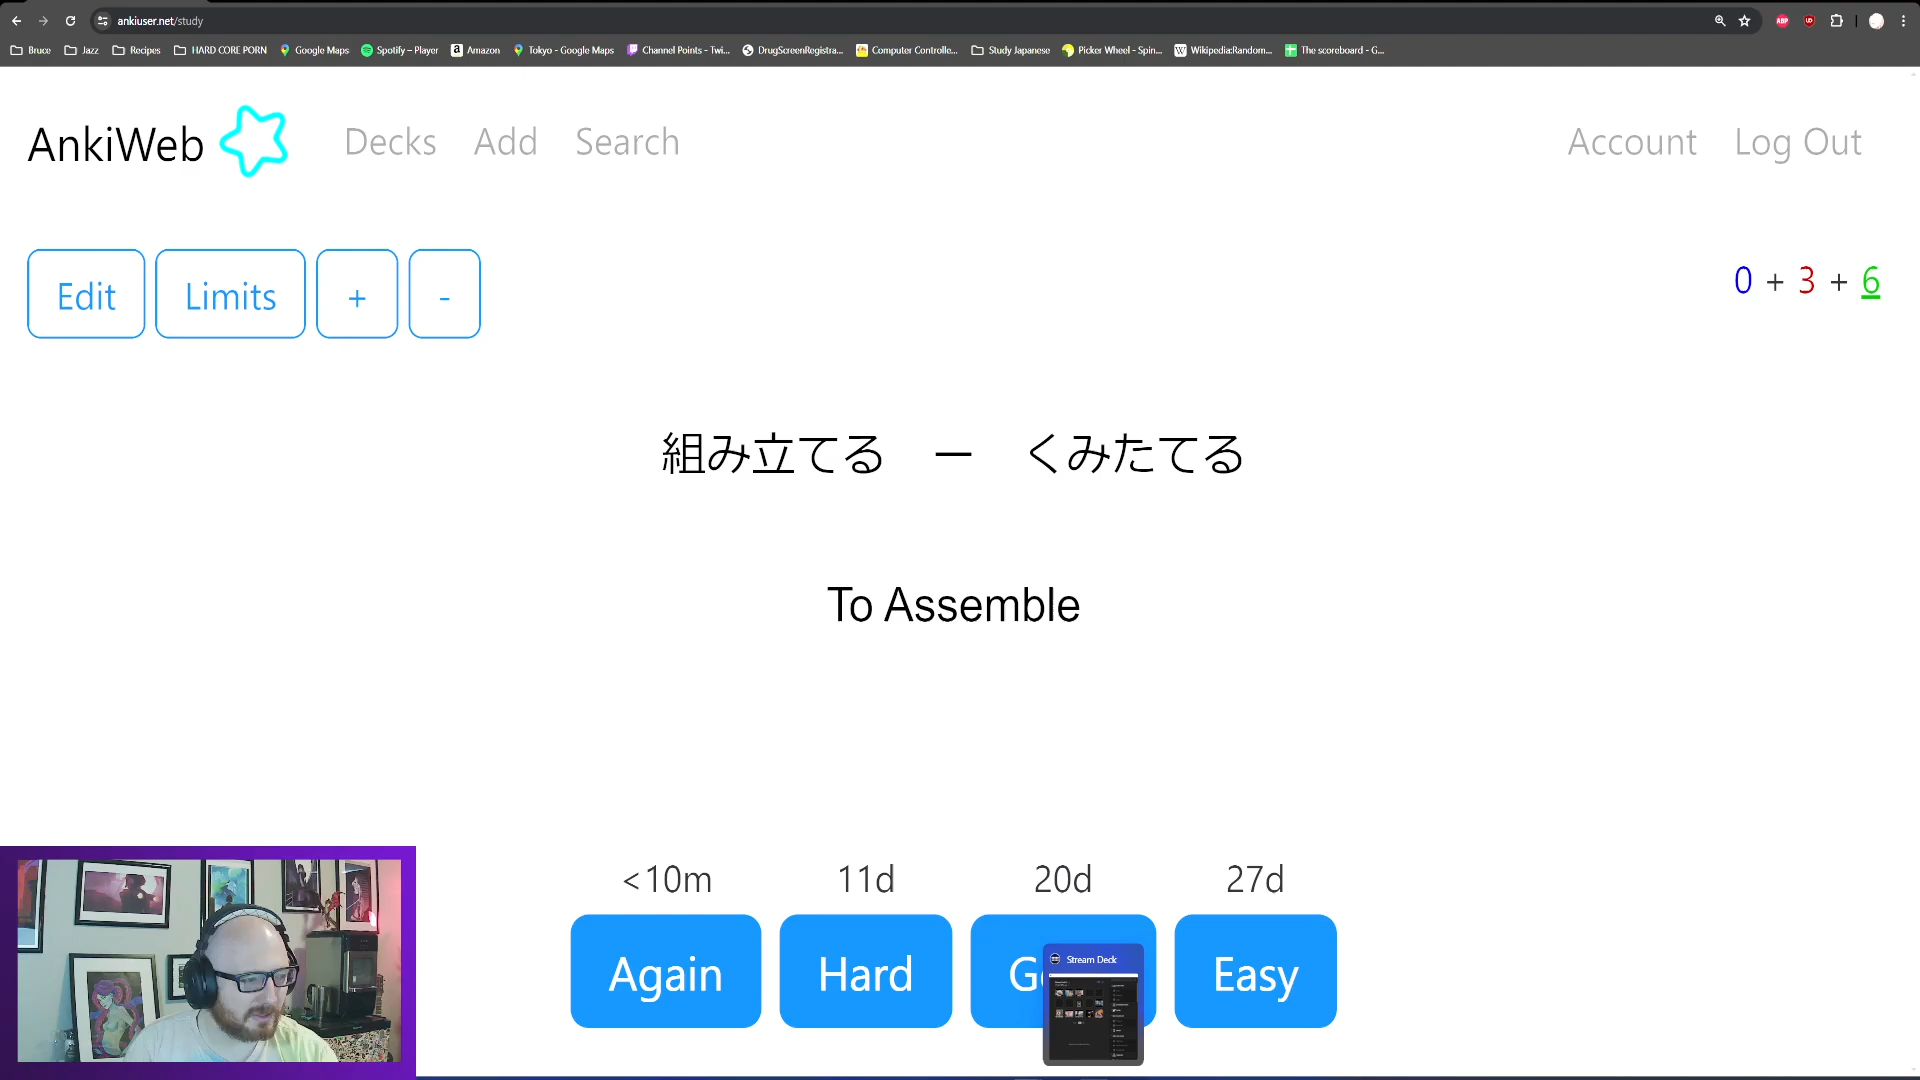 ankiuser.net/study
Bruce Jazz Recipes HARD CORE PORN Google Maps Spotify – Player Amazon Tokyo - Google Maps Channel Points - Twi... DrugScreenRegistra... Computer Controlle... Study Japanese Picker Wheel - Spin... Wikipedia:Random... The scoreboard - G...
AnkiWeb Decks Add Search Account Log Out
Edit Limits + - 0 + 3 + 6
組み立てる ー くみたてる
To Assemble
<10m 11d 20d 27d
Again Hard Easy
Stream Deck